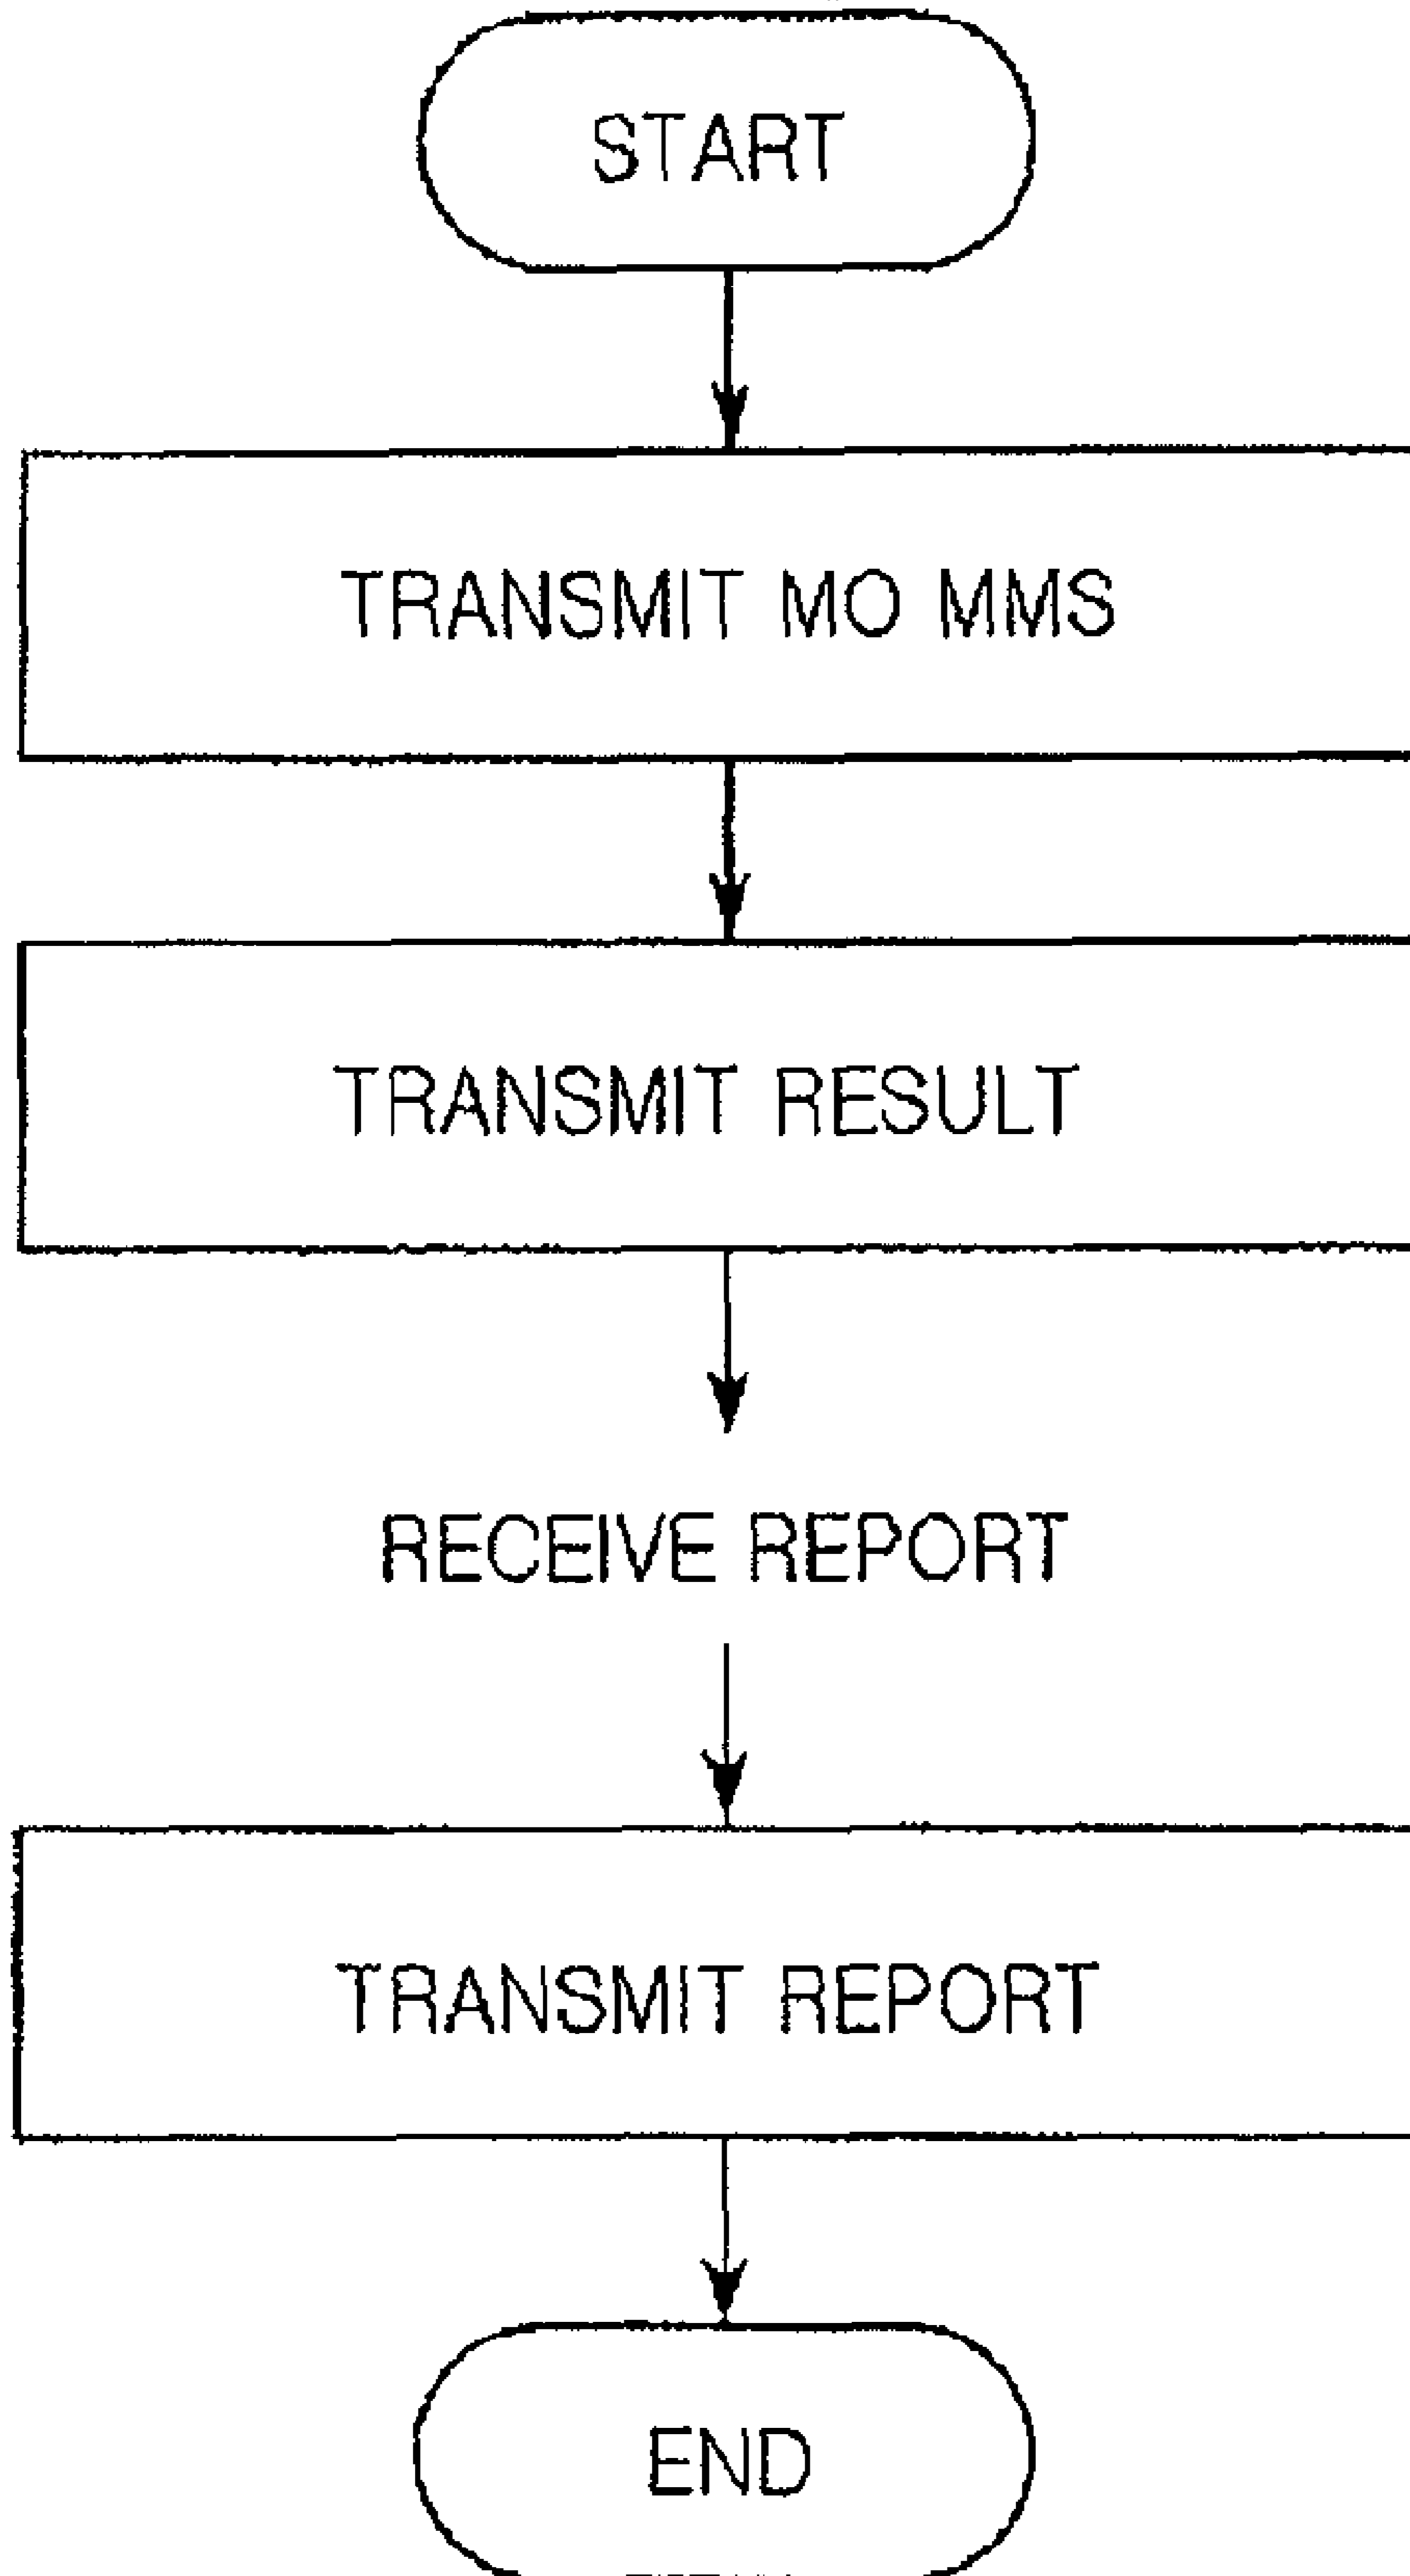 START
TRANSMIT MO MMS
TRANSMIT RESULT
RECEIVE REPORT
TRANSMIT REPORT
END